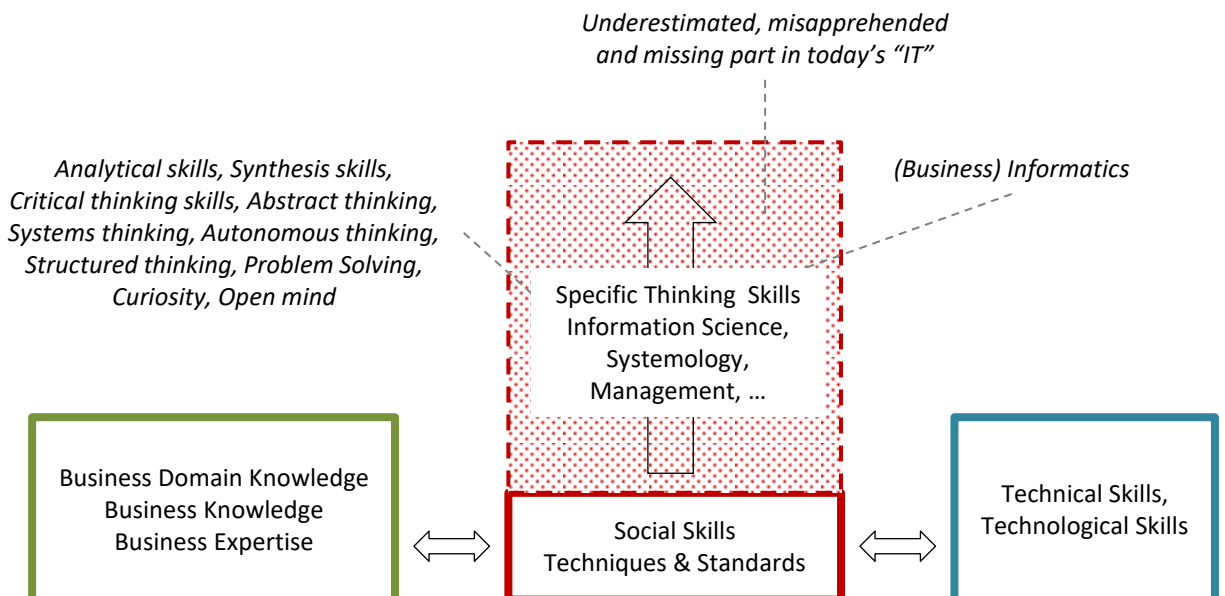 Underestimated, misapprehended
and missing part in today’s “IT”
Analytical skills, Synthesis skills,
Critical thinking skills, Abstract thinking,
Systems thinking, Autonomous thinking,
Structured thinking, Problem Solving,
Curiosity, Open mind
(Business) Informatics
Specific Thinking  Skills
Information Science,
Systemology,
Management, …
Business Domain Knowledge
Business Knowledge
Business Expertise
Social Skills
Techniques & Standards
Technical Skills,
Technological Skills